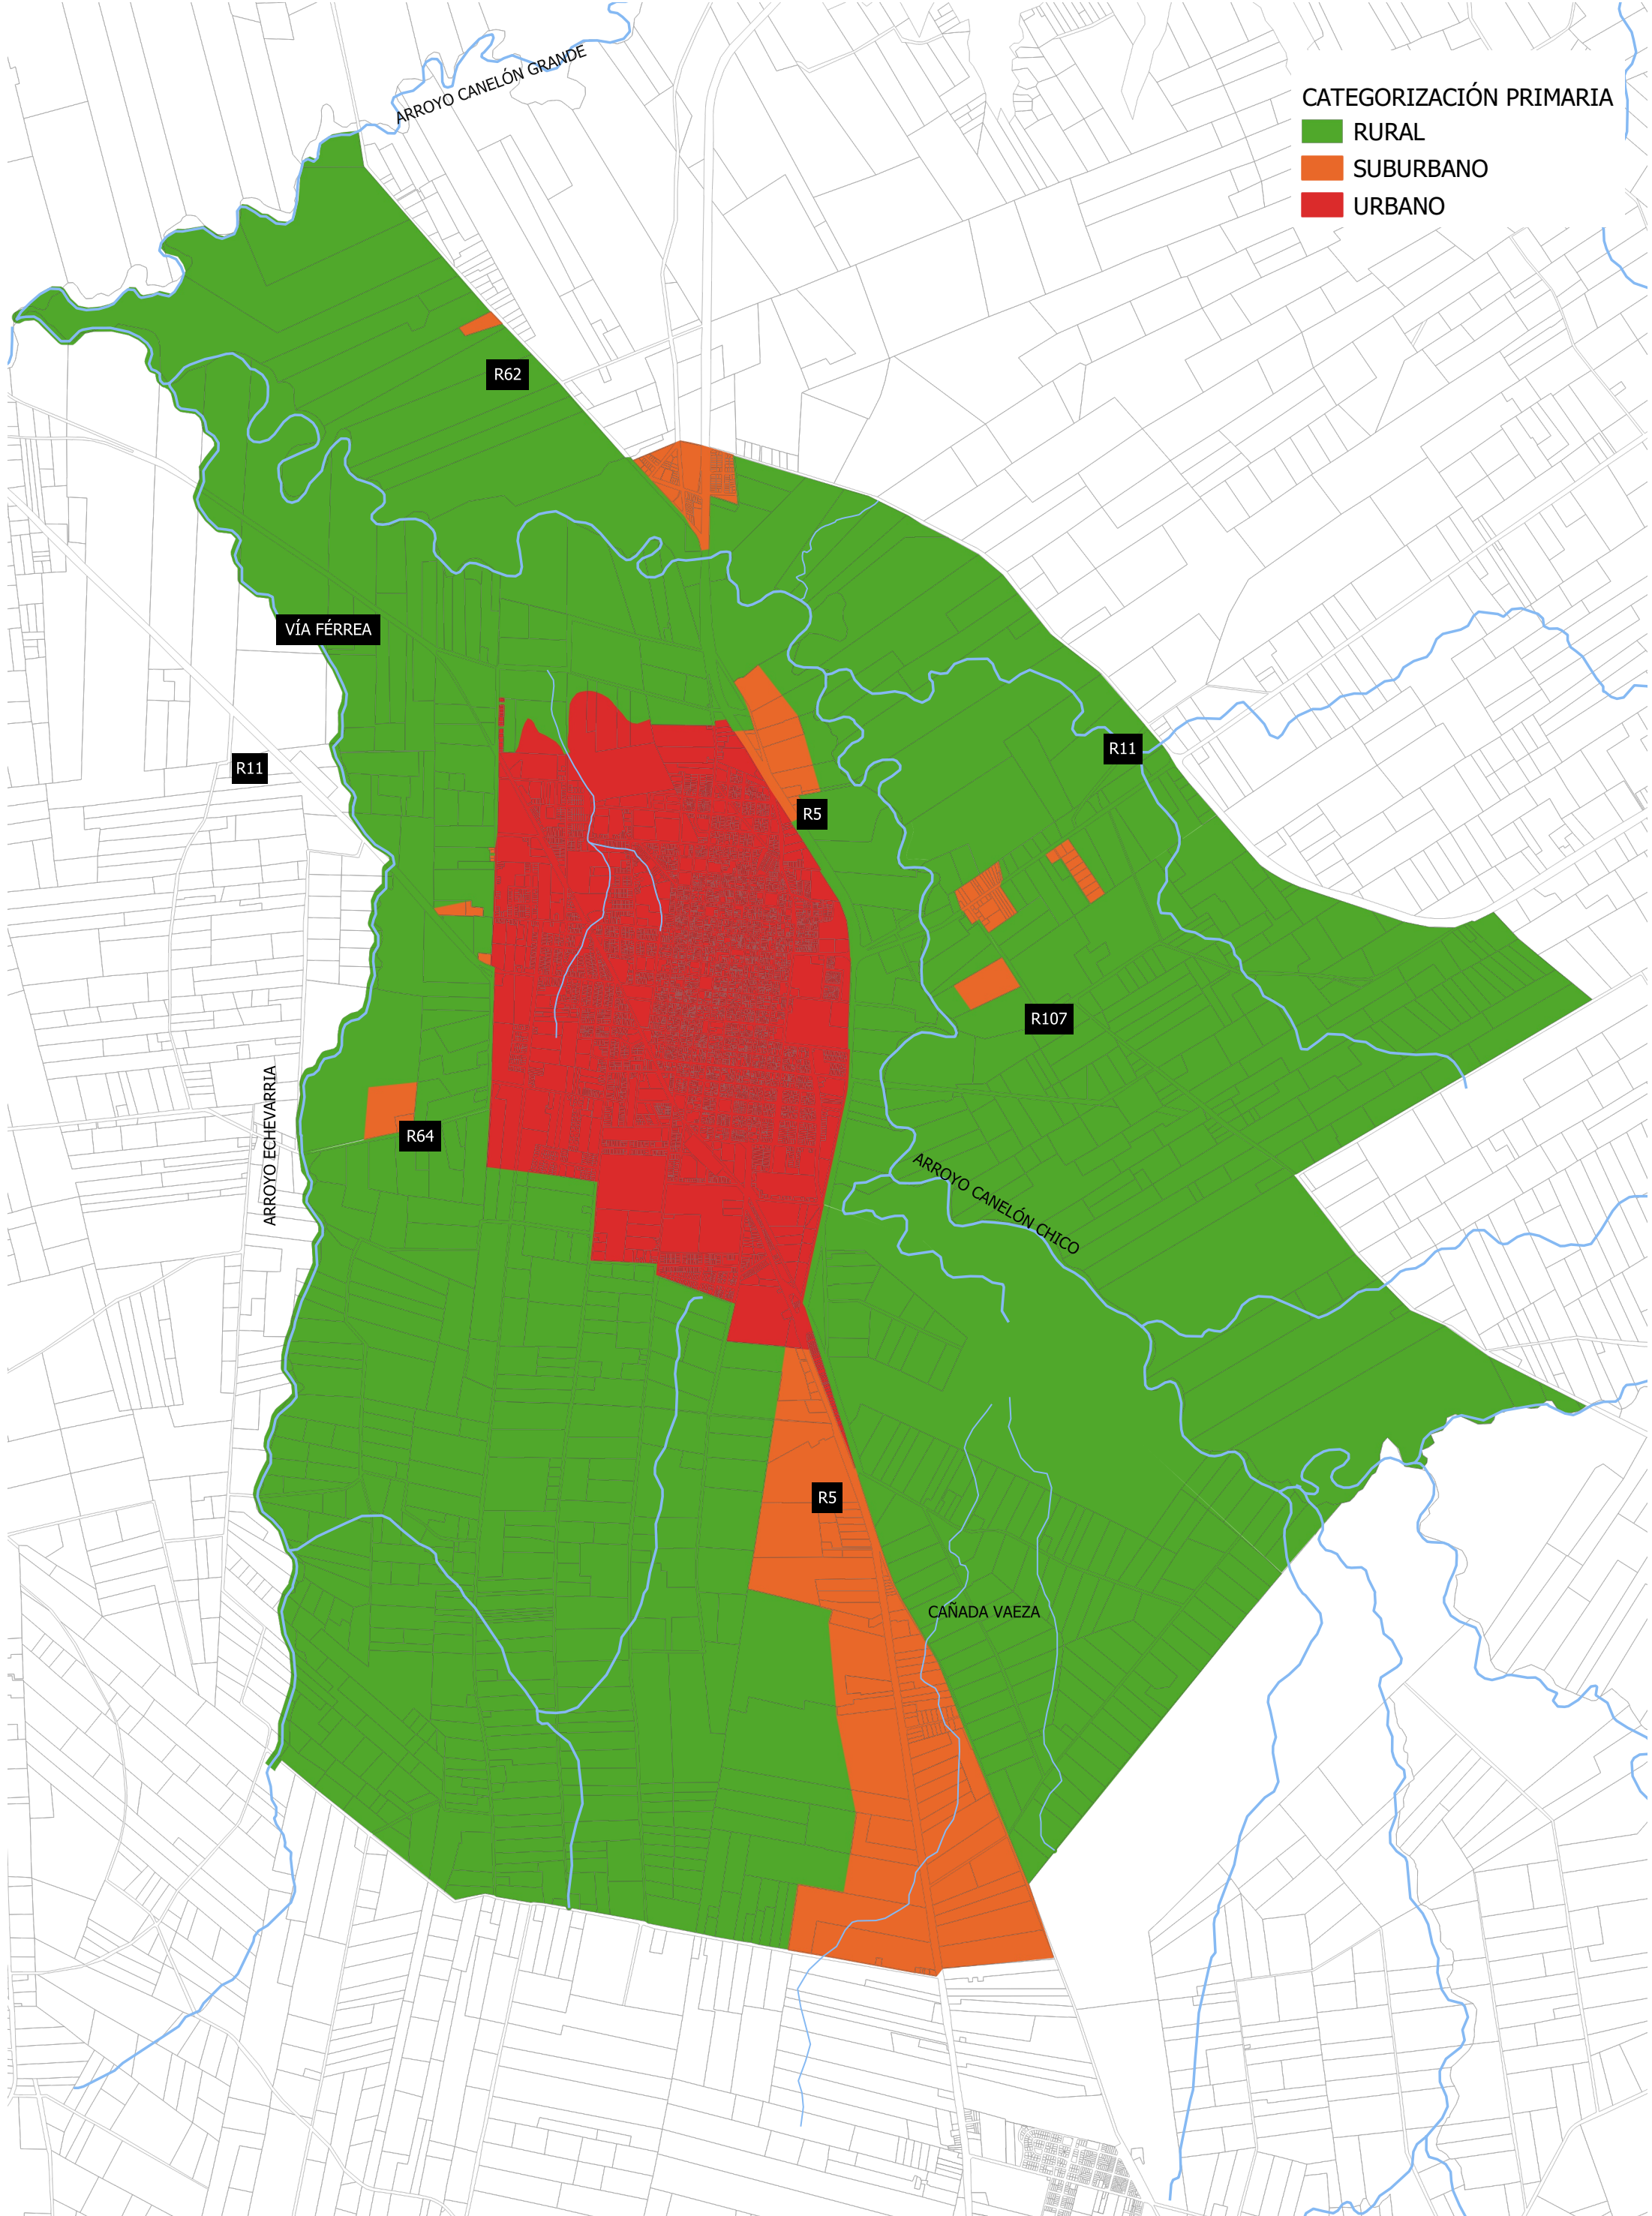 ARROYO CANELÓN GRANDE
CATEGORIZACIÓN PRIMARIA
RURAL
SUBURBANO
URBANO
R62
VÍA FÉRREA
R11
R11
R5
R107
R64
ARROYO ECHEVARRIA
ARROYO CANELÓN CHICO
R5
CAÑADA VAEZA